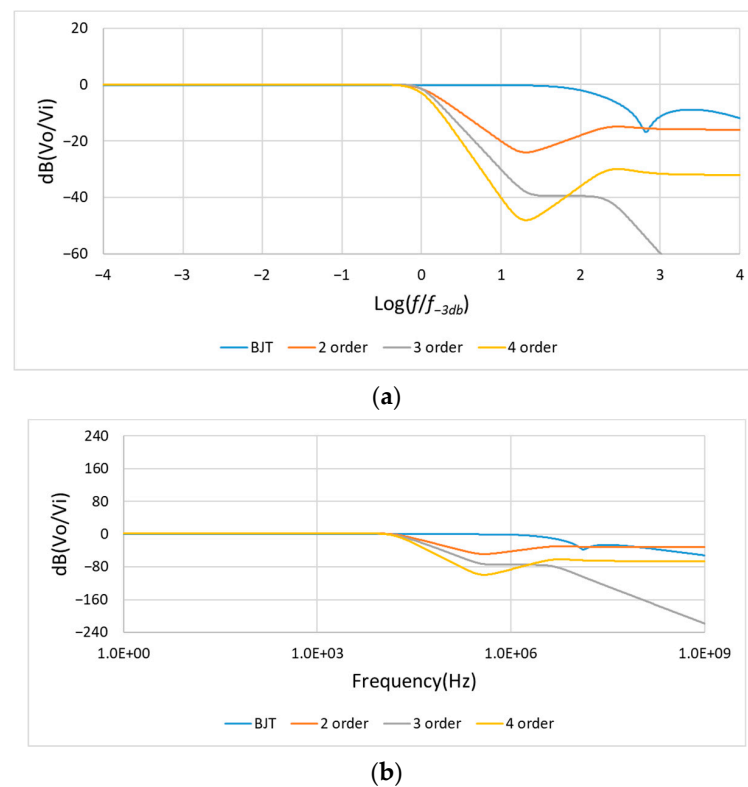 20
0
−20
−40
−60
dB(Vo/Vi)
−4 −3 −2 −1 0 1 2 3 4
Log(f/f−3db)
BJT 2 order 3 order 4 order
(a)
240
160
80
0
−80
−160
−240
dB(Vo/Vi)
1.0E+00 1.0E+03 1.0E+06 1.0E+09
Frequency(Hz)
BJT 2 order 3 order 4 order
(b)